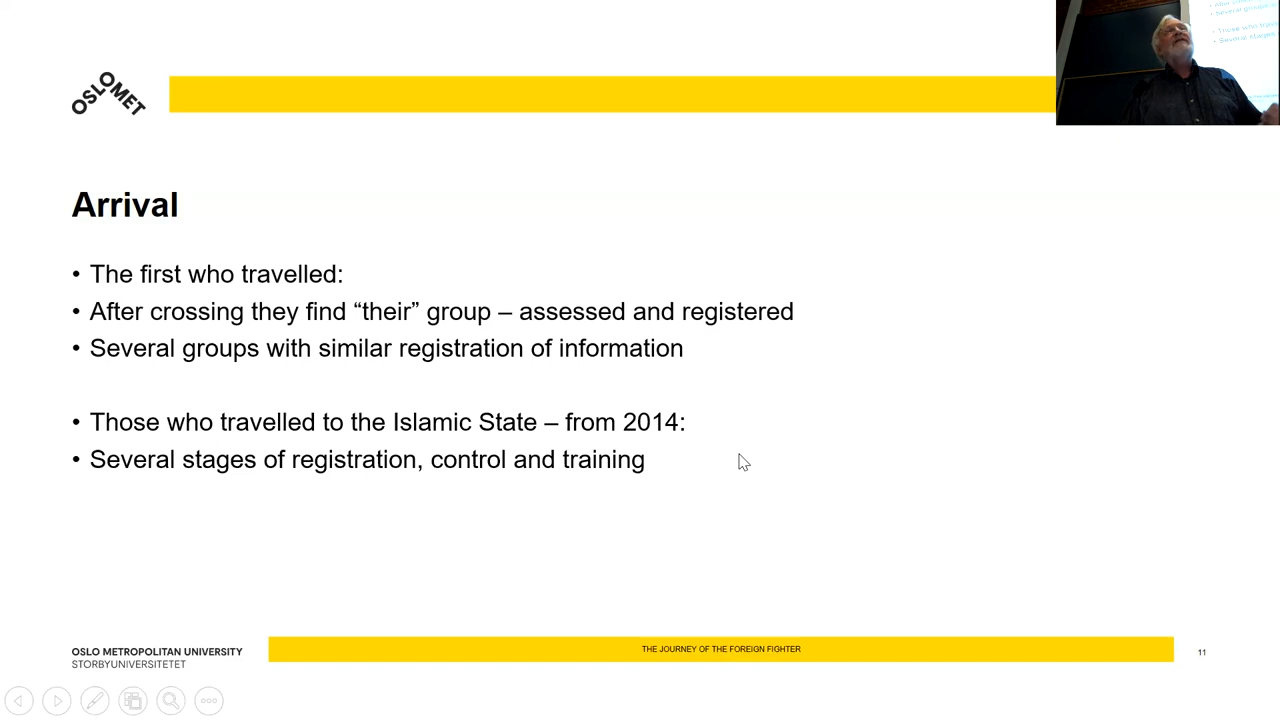 OSLOMET
Arrival
• The first who travelled:
• After crossing they find “their” group – assessed and registered
• Several groups with similar registration of information
• Those who travelled to the Islamic State – from 2014:
• Several stages of registration, control and training
OSLO METROPOLITAN UNIVERSITY
STORBYUNIVERSITETET
THE JOURNEY OF THE FOREIGN FIGHTER
11